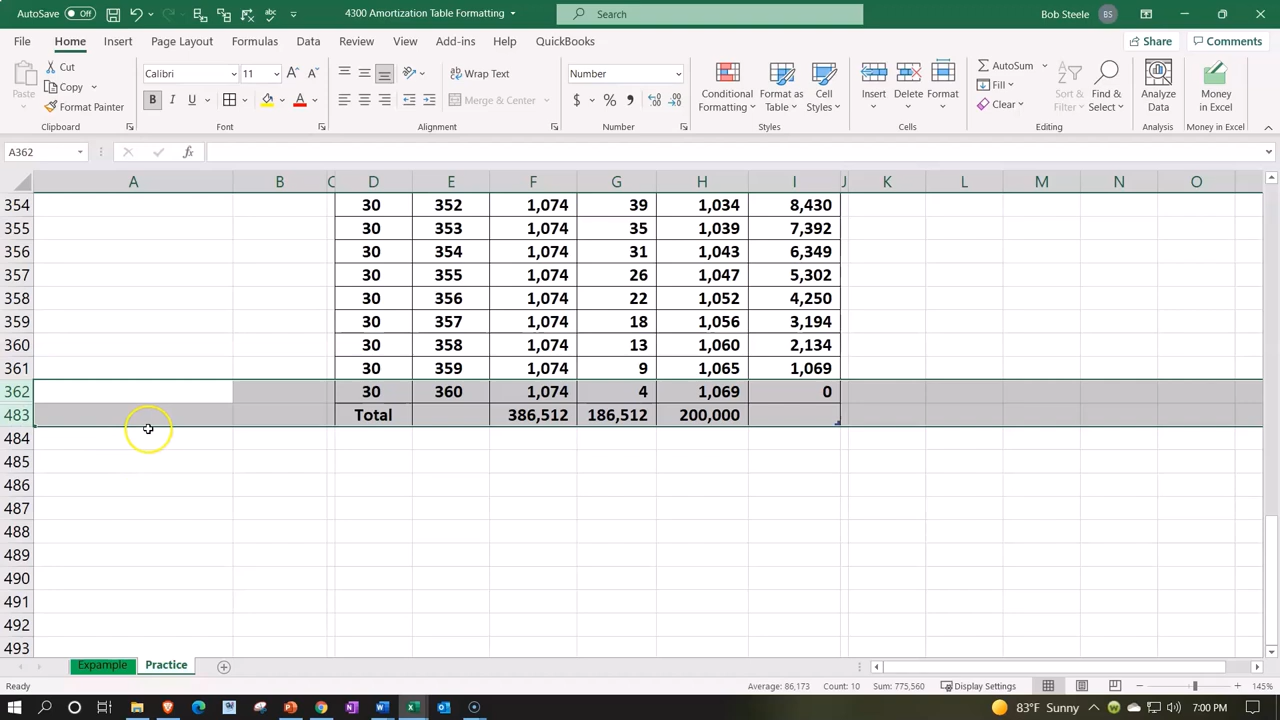 AutoSave Off 4300 Amortization Table Formatting Search Bob Steele BS
File Home Insert Page Layout Formulas Data Review View Add-ins Help QuickBooks Share Comments
Paste Cut Copy Format Painter Calibri 11 Wrap Text Merge & Center Number Conditional Formatting Format as Table Cell Styles Insert Delete Format AutoSum Fill Clear Sort & Filter Find & Select Analyze Data Money in Excel
Clipboard Font Alignment Number Styles Cells Editing Analysis Money in Excel
A362 fx
A B C D E F G H I J K L M N O
354 30 352 1,074 39 1,034 8,430
355 30 353 1,074 35 1,039 7,392
356 30 354 1,074 31 1,043 6,349
357 30 355 1,074 26 1,047 5,302
358 30 356 1,074 22 1,052 4,250
359 30 357 1,074 18 1,056 3,194
360 30 358 1,074 13 1,060 2,134
361 30 359 1,074 9 1,065 1,069
362 30 360 1,074 4 1,069 0
483 Total 386,512 186,512 200,000
484
485
486
487
488
489
490
491
492
493
Expample Practice
Ready Average: 86,173 Count: 10 Sum: 775,560 Display Settings 145%
83°F Sunny 7:00 PM